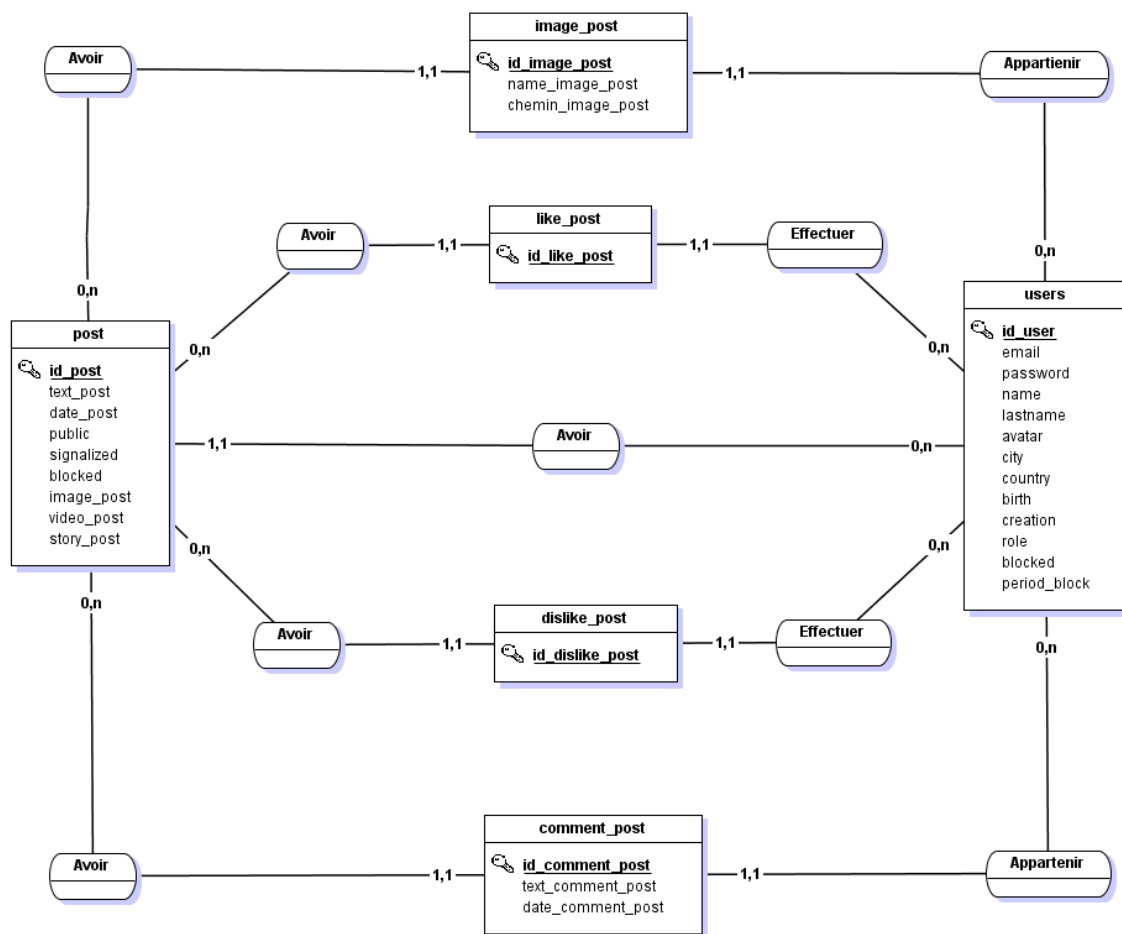 image_post
id_image_post
name_image_post
chemin_image_post
Avoir
1,1
1,1
Appartienir
0,n
0,n
like_post
id_like_post
Avoir
1,1
1,1
Effectuer
0,n
0,n
post
id_post
text_post
date_post
public
signalized
blocked
image_post
video_post
story_post
users
id_user
email
password
name
lastname
avatar
city
country
birth
creation
role
blocked
period_block
1,1
Avoir
0,n
0,n
0,n
dislike_post
id_dislike_post
Avoir
1,1
1,1
Effectuer
0,n
0,n
comment_post
id_comment_post
text_comment_post
date_comment_post
Avoir
1,1
1,1
Appartenir